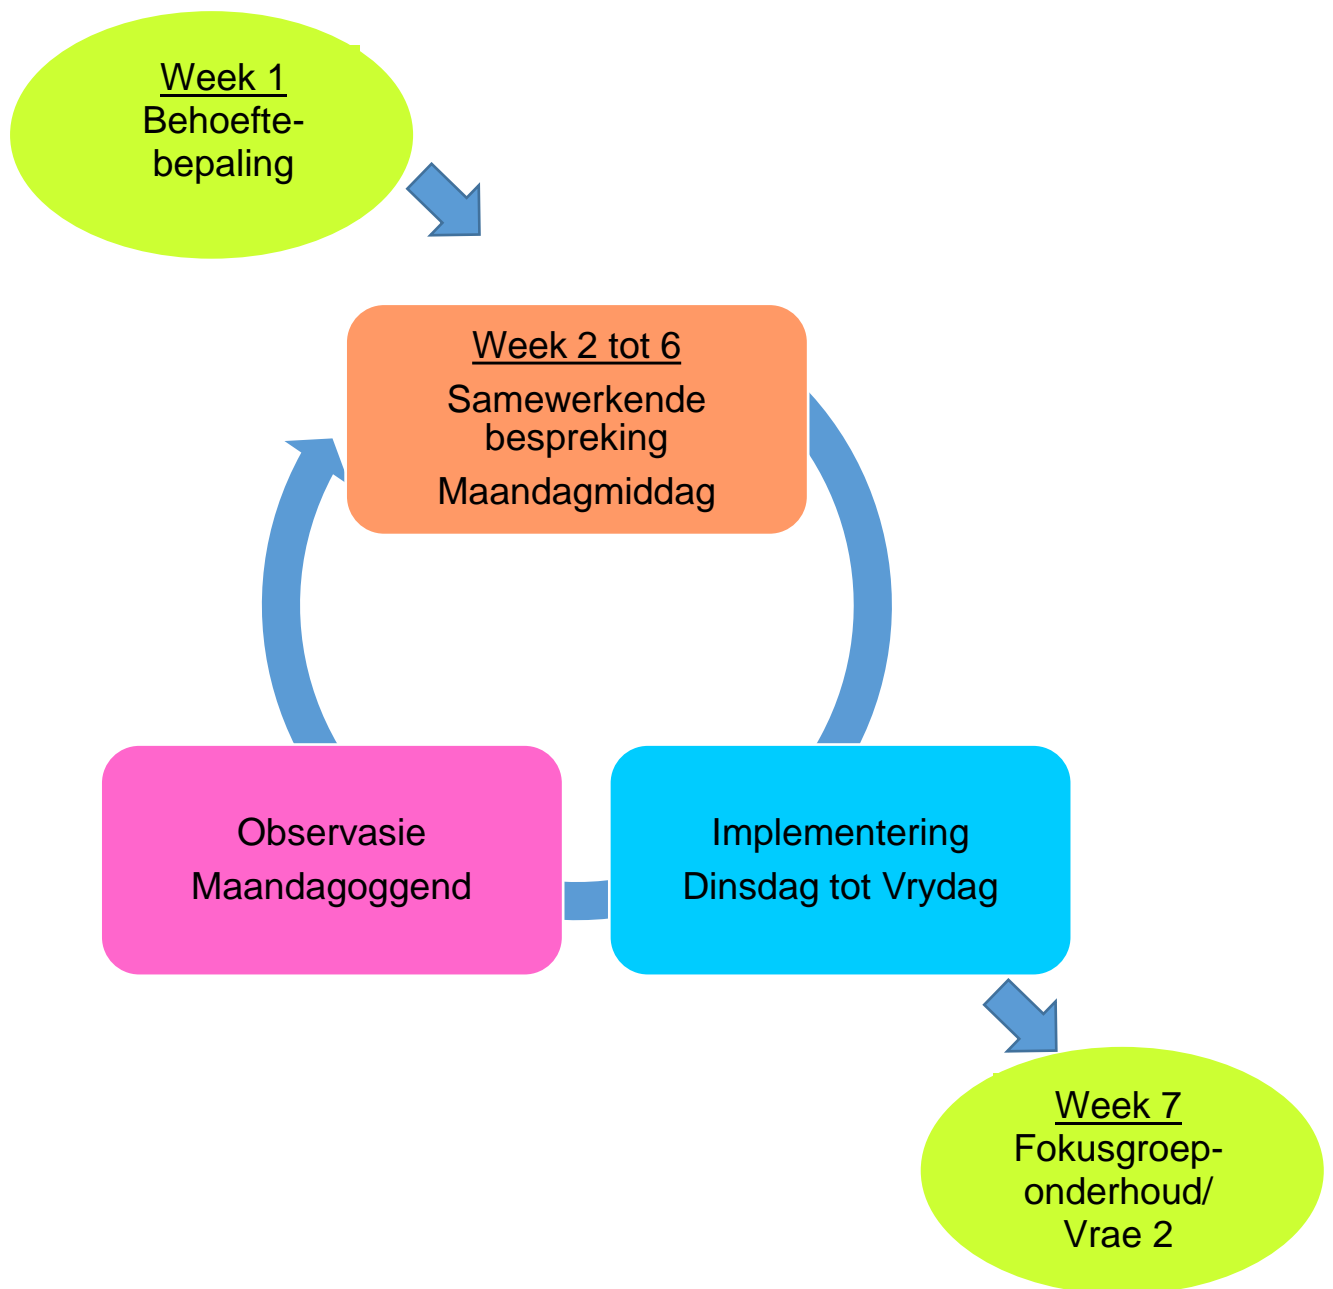 Week 1
Behoefte-
bepaling
Week 2 tot 6
Samewerkende
bespreking
Maandagmiddag
Observasie
Maandagoggend
Implementering
Dinsdag tot Vrydag
Week 7
Fokusgroep-
onderhoud/
Vrae 2